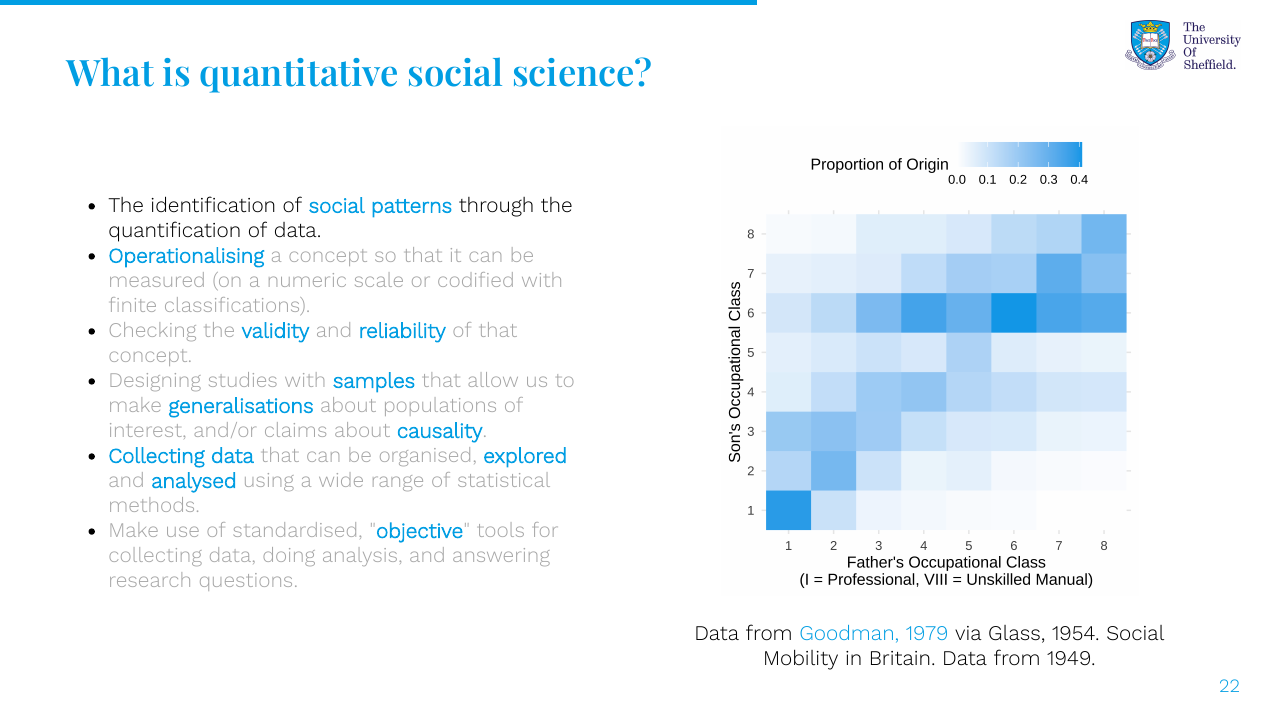 The
University
Of
Sheffield.
What is quantitative social science?
• The identification of social patterns through the
quantification of data.
• Operationalising a concept so that it can be
measured (on a numeric scale or codified with
finite classifications).
• Checking the validity and reliability of that
concept.
• Designing studies with samples that allow us to
make generalisations about populations of
interest, and/or claims about causality.
• Collecting data that can be organised, explored
and analysed using a wide range of statistical
methods.
• Make use of standardised, "objective" tools for
collecting data, doing analysis, and answering
research questions.
Proportion of Origin
0.0 0.1 0.2 0.3 0.4
Son's Occupational Class
8
7
6
5
4
3
2
1
1 2 3 4 5 6 7 8
Father's Occupational Class
(I = Professional, VIII = Unskilled Manual)
Data from Goodman, 1979 via Glass, 1954. Social
Mobility in Britain. Data from 1949.
22